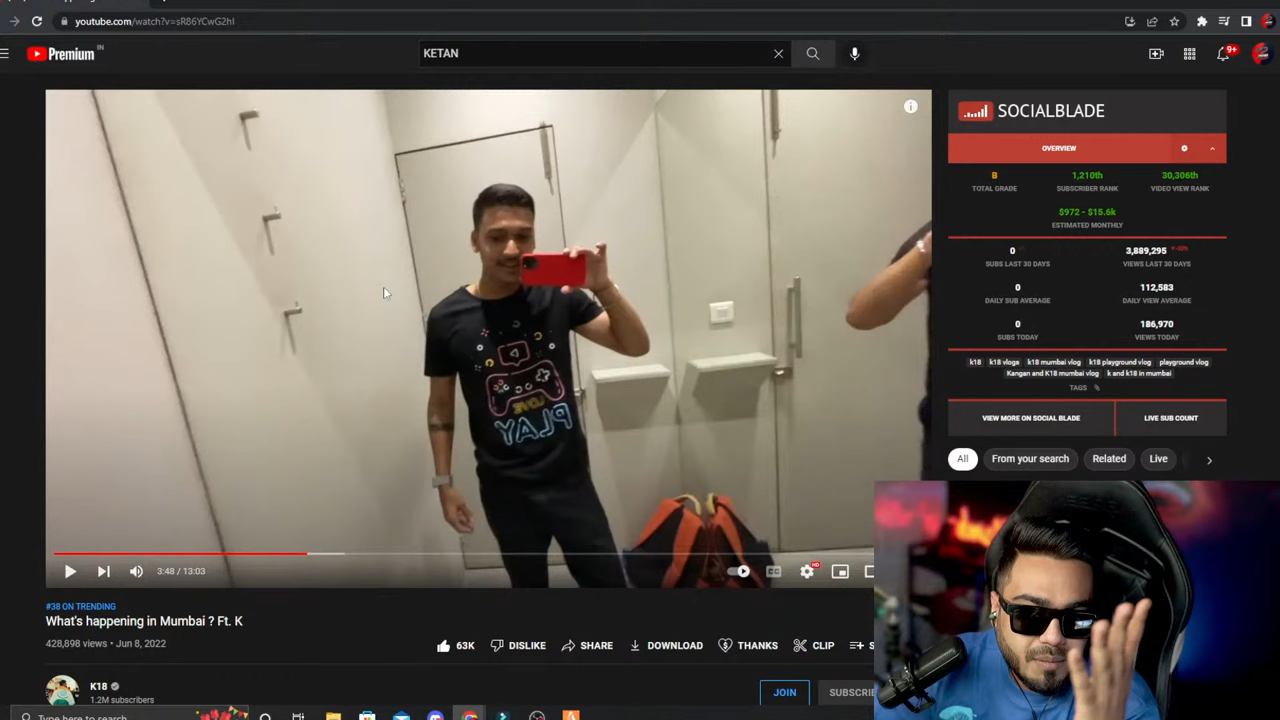 youtube.com/watch?v=sR86YCwG2hI
Premium IN
KETAN
9+
SOCIALBLADE
OVERVIEW
B
1,210th
30,306th
TOTAL GRADE
SUBSCRIBER RANK
VIDEO VIEW RANK
$972 - $15.6k
ESTIMATED MONTHLY
0
3,889,295
SUBS LAST 30 DAYS
VIEWS LAST 30 DAYS
0
112,583
DAILY SUB AVERAGE
DAILY VIEW AVERAGE
0
186,970
SUBS TODAY
VIEWS TODAY
k18 k18 vloga k18 mumbai vlog k18 playground vlog playground vlog
Kangan and K18 mumbai vlog k and k18 in mumbai
TAGS
VIEW MORE ON SOCIAL BLADE
LIVE SUB COUNT
All
From your search
Related
Live
LOVE
PLAY
3:48 / 13:03
CC
HD
#38 ON TRENDING
What's happening in Mumbai ? Ft. K
428,898 views • Jun 8, 2022
63K
DISLIKE
SHARE
DOWNLOAD
THANKS
CLIP
K18
1.2M subscribers
JOIN
SUBSCRIBE
Type here to search